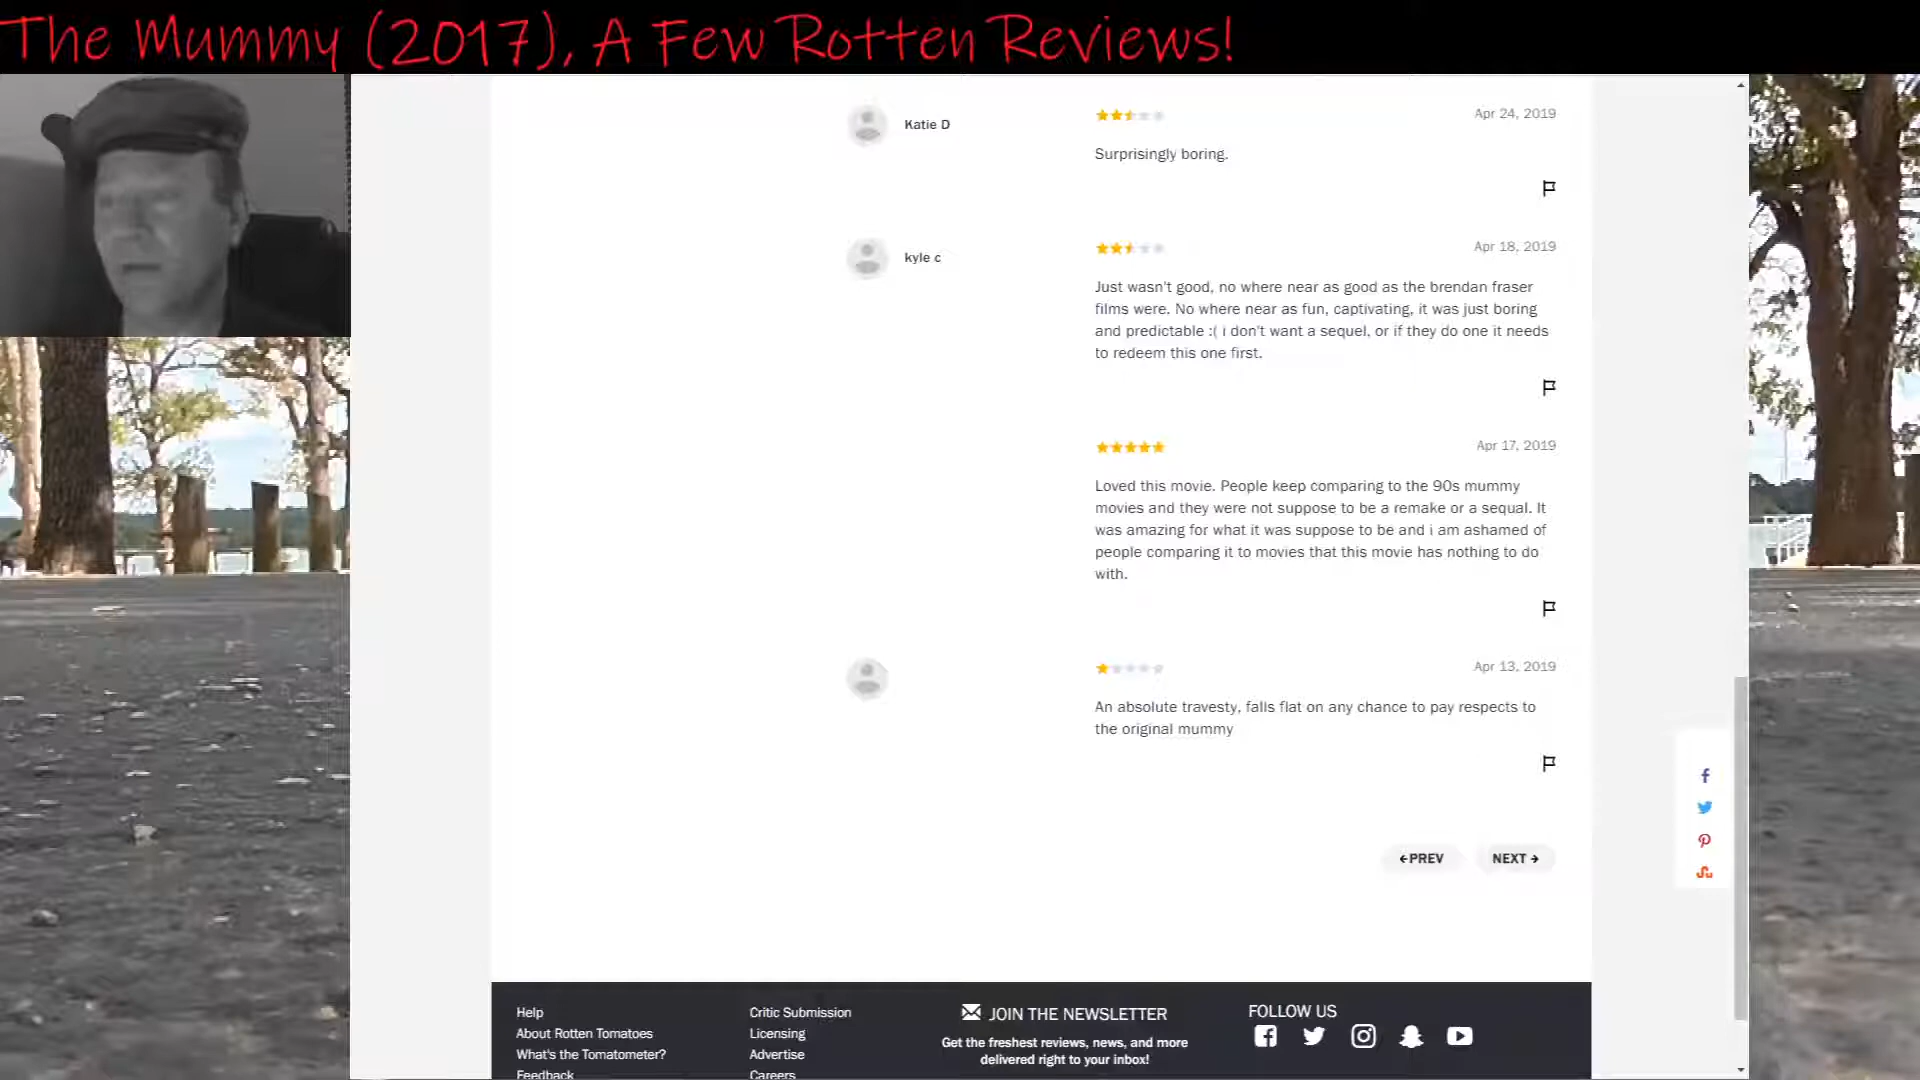 The Mummy (2017), A Few Rotten Reviews!
Katie D
Apr 24, 2019
Surprisingly boring.
kyle c
Apr 18, 2019
Just wasn't good, no where near as good as the brendan fraser
films were. No where near as fun, captivating, it was just boring
and predictable :( i don't want a sequel, or if they do one it needs
to redeem this one first.
Apr 17, 2019
Loved this movie. People keep comparing to the 90s mummy
movies and they were not suppose to be a remake or a sequal. It
was amazing for what it was suppose to be and i am ashamed of
people comparing it to movies that this movie has nothing to do
with.
Apr 13, 2019
An absolute travesty, falls flat on any chance to pay respects to
the original mummy
←PREV
NEXT→
Help
About Rotten Tomatoes
What's the Tomatometer?
Feedback
Critic Submission
Licensing
Advertise
Careers
JOIN THE NEWSLETTER
Get the freshest reviews, news, and more
delivered right to your inbox!
FOLLOW US